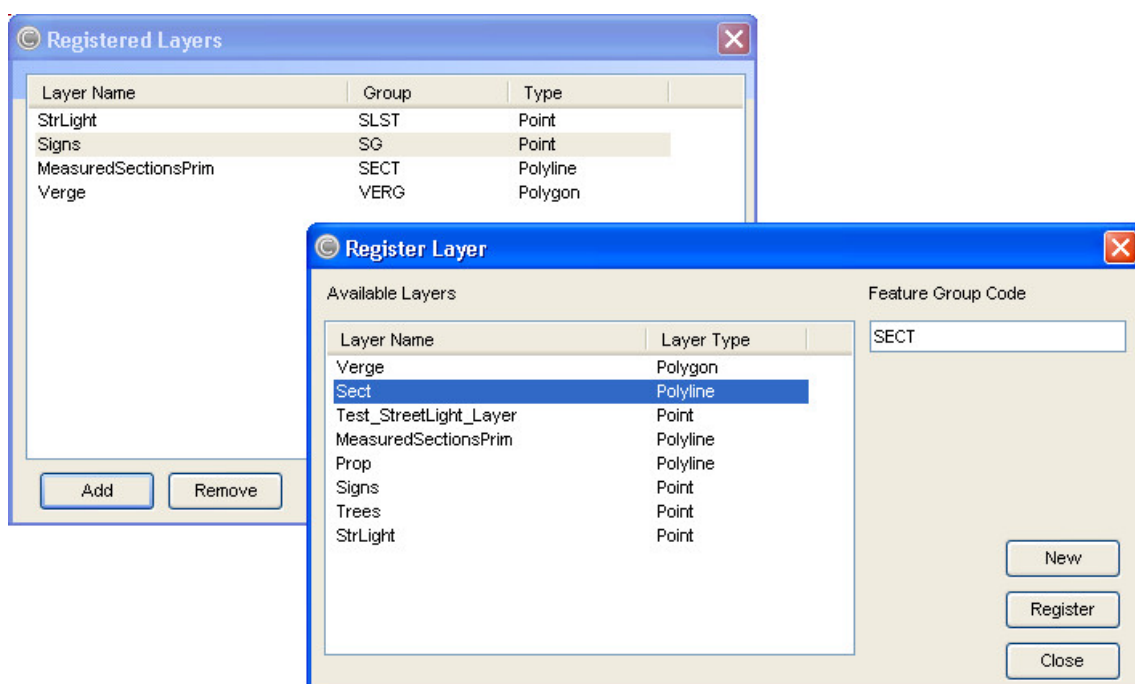 Registered Layers
Layer Name Group Type
StrLight SLST Point
Signs SG Point
MeasuredSectionsPrim SECT Polyline
Verge VERG Polygon
Add Remove
Register Layer
Available Layers
Feature Group Code
Layer Name Layer Type
SECT
Verge Polygon
Sect Polyline
Test_StreetLight_Layer Point
MeasuredSectionsPrim Polyline
Prop Polyline
Signs Point
Trees Point
StrLight Point
New
Register
Close